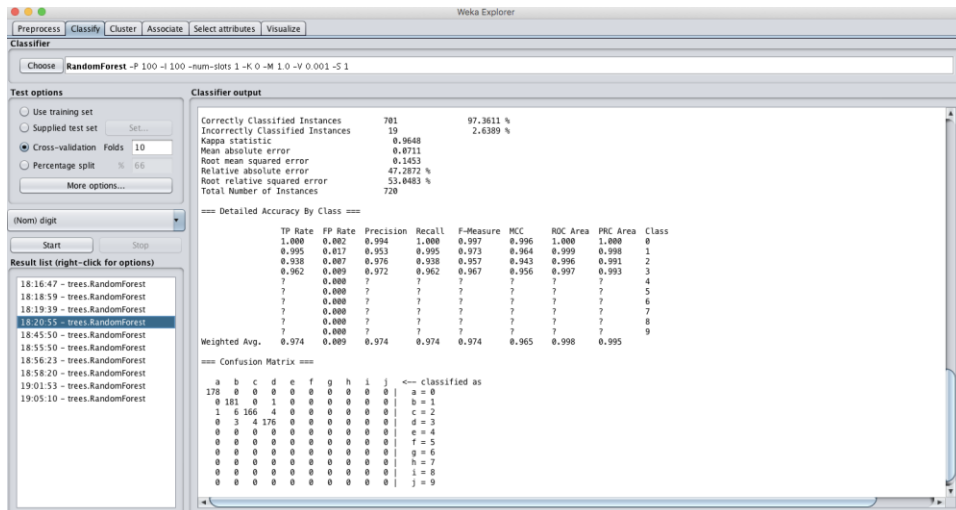 Weka Explorer
Preprocess Classify Cluster Associate Select attributes Visualize
Classifier
Choose RandomForest -P 100 -I 100 -num-slots 1 -K 0 -M 1.0 -V 0.001 -S 1
Test options
Use training set
Supplied test set Set...
Cross-validation Folds 10
Percentage split % 66
More options...
(Nom) digit
Start Stop
Result list (right-click for options)
18:16:47 - trees.RandomForest
18:18:59 - trees.RandomForest
18:19:39 - trees.RandomForest
18:20:55 - trees.RandomForest
18:45:50 - trees.RandomForest
18:55:50 - trees.RandomForest
18:56:23 - trees.RandomForest
18:58:20 - trees.RandomForest
19:01:53 - trees.RandomForest
19:05:10 - trees.RandomForest
Classifier output
Correctly Classified Instances 701 97.3611 %
Incorrectly Classified Instances 19 2.6389 %
Kappa statistic 0.9648
Mean absolute error 0.0711
Root mean squared error 0.1453
Relative absolute error 47.2872 %
Root relative squared error 53.0483 %
Total Number of Instances 720
=== Detailed Accuracy By Class ===
TP Rate FP Rate Precision Recall F-Measure MCC ROC Area PRC Area Class
1.000 0.002 0.994 1.000 0.997 0.996 1.000 1.000 0
0.995 0.017 0.953 0.995 0.973 0.964 0.999 0.998 1
0.938 0.007 0.976 0.938 0.957 0.943 0.996 0.991 2
0.962 0.009 0.972 0.962 0.967 0.956 0.997 0.993 3
? 0.000 ? ? ? ? ? ? 4
? 0.000 ? ? ? ? ? ? 5
? 0.000 ? ? ? ? ? ? 6
? 0.000 ? ? ? ? ? ? 7
? 0.000 ? ? ? ? ? ? 8
? 0.000 ? ? ? ? ? ? 9
Weighted Avg. 0.974 0.009 0.974 0.974 0.974 0.965 0.998 0.995
=== Confusion Matrix ===
a b c d e f g h i j <-- classified as
178 0 0 0 0 0 0 0 0 0 | a = 0
0 181 0 1 0 0 0 0 0 0 | b = 1
1 6 166 4 0 0 0 0 0 0 | c = 2
0 3 4 176 0 0 0 0 0 0 | d = 3
0 0 0 0 0 0 0 0 0 0 | e = 4
0 0 0 0 0 0 0 0 0 0 | f = 5
0 0 0 0 0 0 0 0 0 0 | g = 6
0 0 0 0 0 0 0 0 0 0 | h = 7
0 0 0 0 0 0 0 0 0 0 | i = 8
0 0 0 0 0 0 0 0 0 0 | j = 9